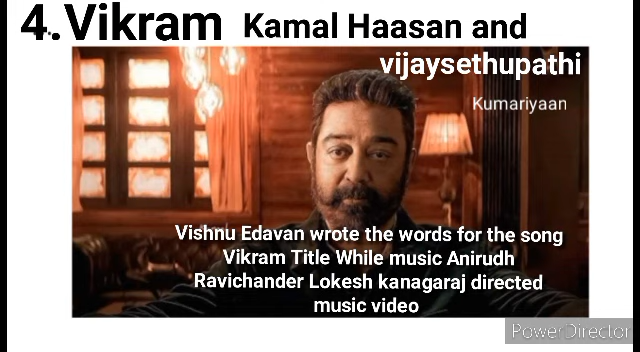 4.Vikram Kamal Haasan and
vijaysethupathi
Kumariyaan
Vishnu Edavan wrote the words for the song
Vikram Title While music Anirudh
Ravichander Lokesh kanagaraj directed
music video
PowerDirector